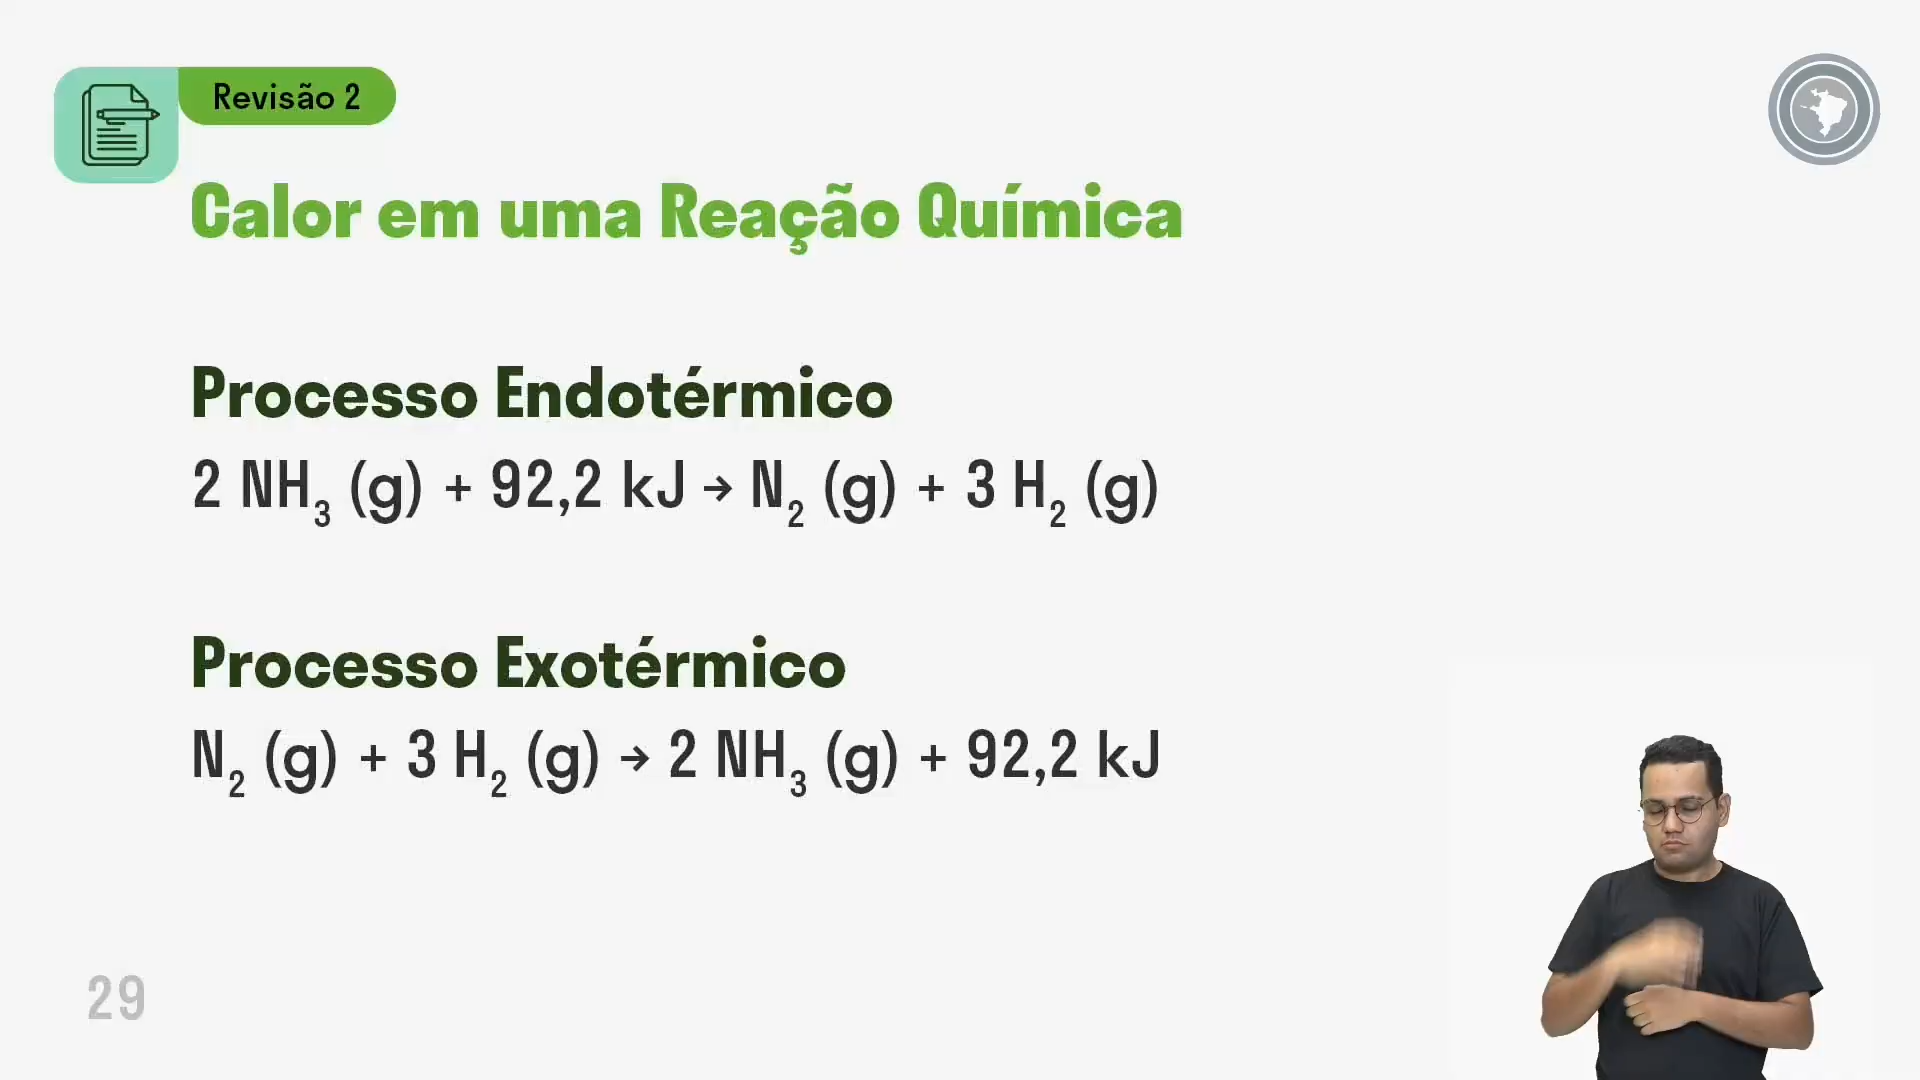 Revisão 2
Calor em uma Reação Química
Processo Endotérmico
2 NH₃ (g) + 92,2 kJ → N₂ (g) + 3 H₂ (g)
Processo Exotérmico
N₂ (g) + 3 H₂ (g) → 2 NH₃ (g) + 92,2 kJ
29